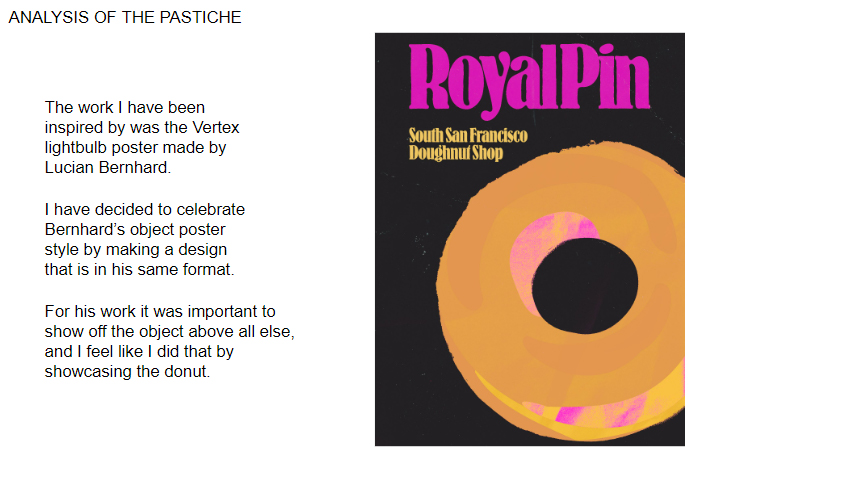 ANALYSIS OF THE PASTICHE
The work I have been
inspired by was the Vertex
lightbulb poster made by
Lucian Bernhard.
I have decided to celebrate
Bernhard’s object poster
style by making a design
that is in his same format.
For his work it was important to
show off the object above all else,
and I feel like I did that by
showcasing the donut.
RoyalPin
South San Francisco
Doughnut Shop